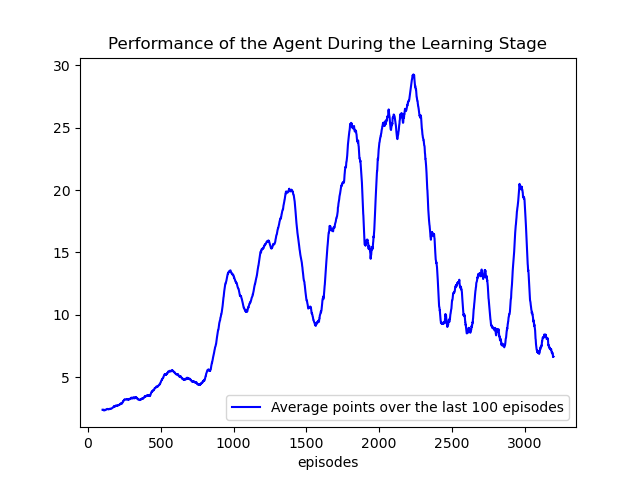 Performance of the Agent During the Learning Stage
30
25
20
15
10
5
Average points over the last 100 episodes
0 500 1000 1500 2000 2500 3000
episodes